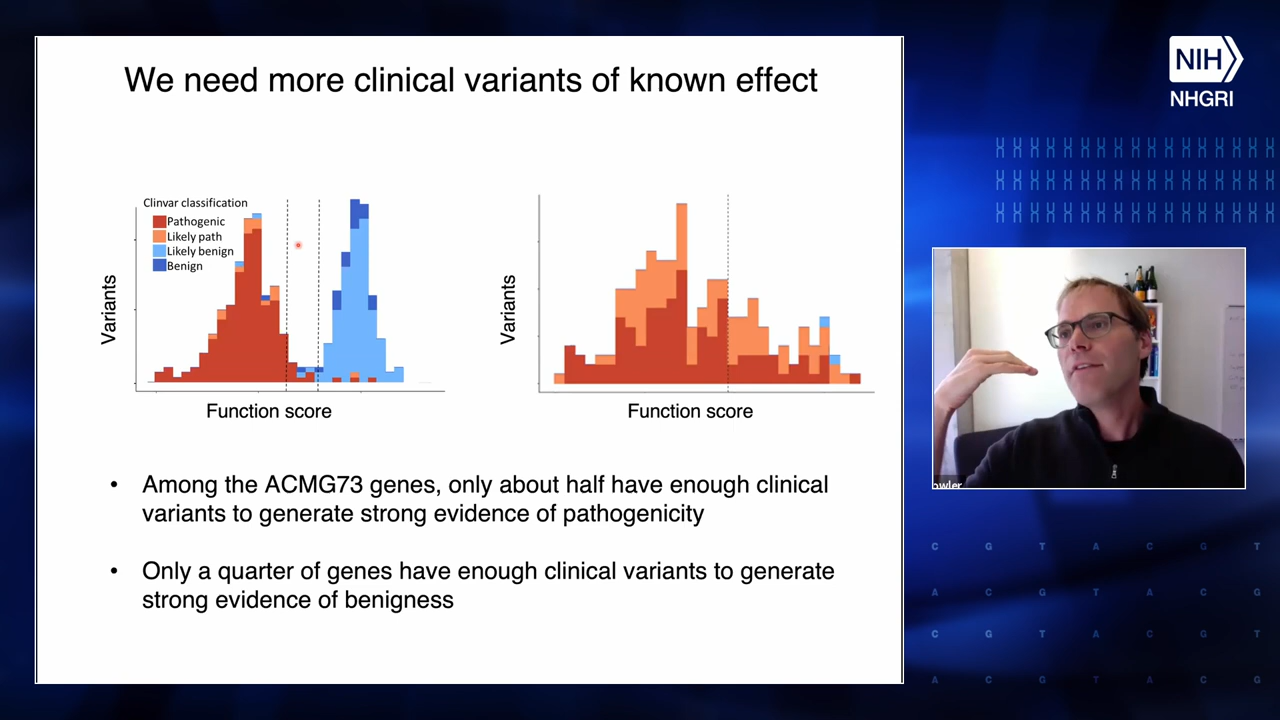 We need more clinical variants of known effect
NIH
NHGRI
Clinvar classification
Pathogenic
Likely path
Likely benign
Benign
Variants
Function score
Variants
Function score
• Among the ACMG73 genes, only about half have enough clinical
variants to generate strong evidence of pathogenicity
• Only a quarter of genes have enough clinical variants to generate
strong evidence of benigness
owler
C G T A C G T
A C G T A C G
C G T A C G T
A C G T A C G